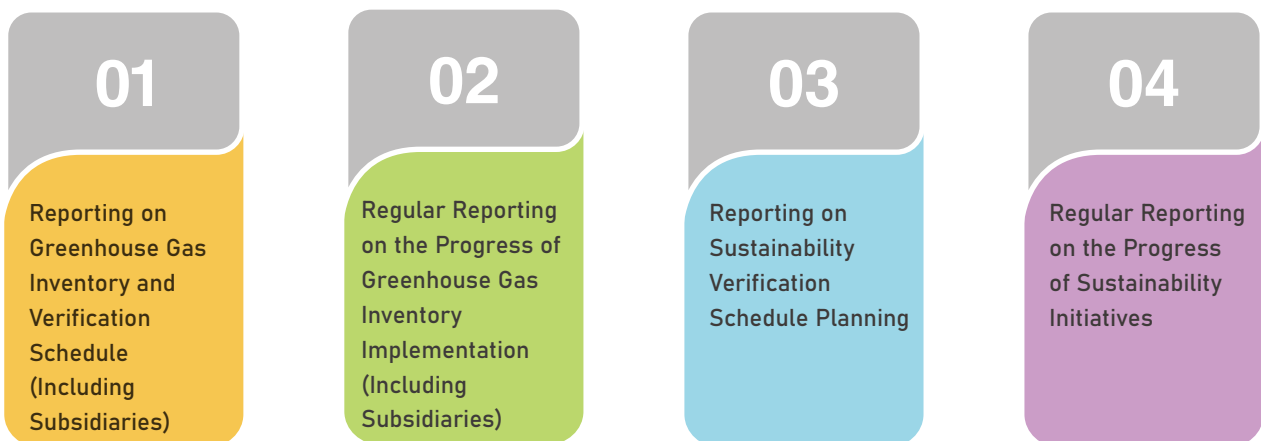 01
Reporting on
Greenhouse Gas
Inventory and
Verification
Schedule
(Including
Subsidiaries)
02
Regular Reporting
on the Progress of
Greenhouse Gas
Inventory
Implementation
(Including
Subsidiaries)
03
Reporting on
Sustainability
Verification
Schedule Planning
04
Regular Reporting
on the Progress
of Sustainability
Initiatives